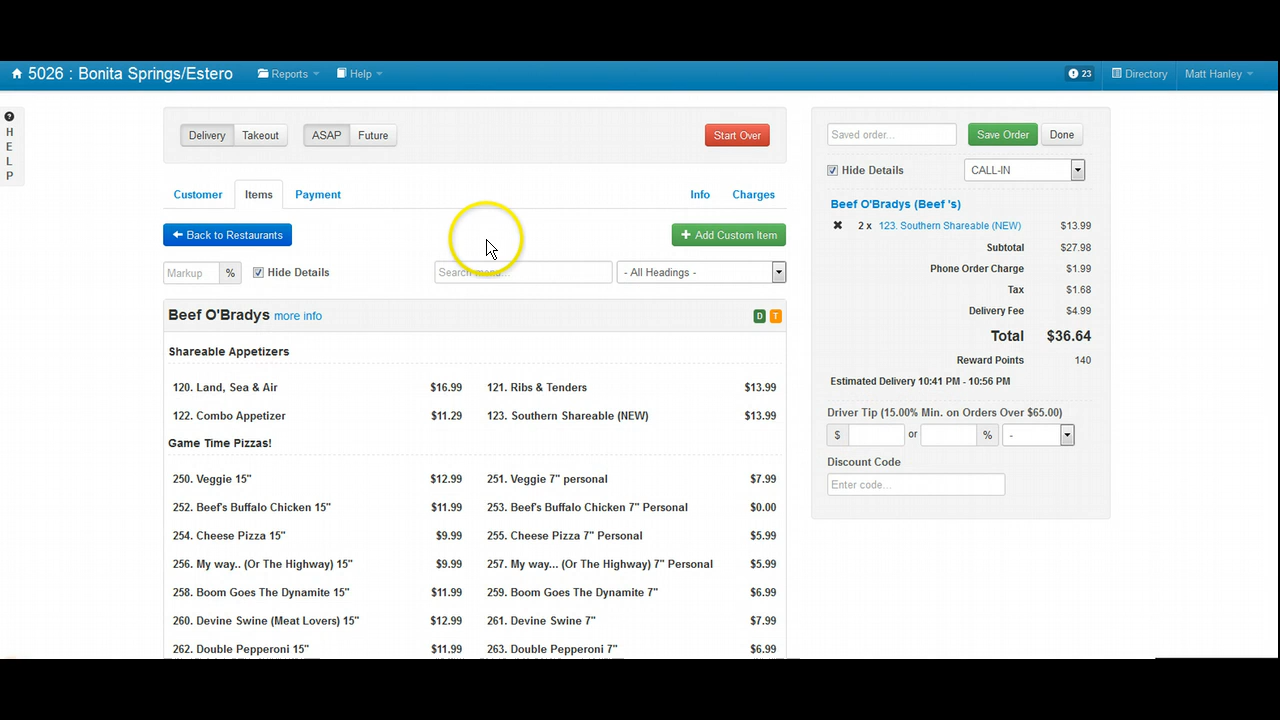 5026 : Bonita Springs/Estero Reports Help 23 Directory Matt Hanley
H
E
L
P
Delivery Takeout ASAP Future Start Over
Customer Items Payment Info Charges
Back to Restaurants + Add Custom Item
Markup % Hide Details Search menu... - All Headings -
Beef O'Bradys more info D T
Shareable Appetizers
120. Land, Sea & Air $16.99 121. Ribs & Tenders $13.99
122. Combo Appetizer $11.29 123. Southern Shareable (NEW) $13.99
Game Time Pizzas!
250. Veggie 15" $12.99 251. Veggie 7" personal $7.99
252. Beef's Buffalo Chicken 15" $11.99 253. Beef's Buffalo Chicken 7" Personal $0.00
254. Cheese Pizza 15" $9.99 255. Cheese Pizza 7" Personal $5.99
256. My way.. (Or The Highway) 15" $9.99 257. My way... (Or The Highway) 7" Personal $5.99
258. Boom Goes The Dynamite 15" $11.99 259. Boom Goes The Dynamite 7" $6.99
260. Devine Swine (Meat Lovers) 15" $12.99 261. Devine Swine 7" $7.99
262. Double Pepperoni 15" $11.99 263. Double Pepperoni 7" $6.99
Saved order... Save Order Done
Hide Details CALL-IN
Beef O'Bradys (Beef 's)
2 x 123. Southern Shareable (NEW) $13.99
Subtotal $27.98
Phone Order Charge $1.99
Tax $1.68
Delivery Fee $4.99
Total $36.64
Reward Points 140
Estimated Delivery 10:41 PM - 10:56 PM
Driver Tip (15.00% Min. on Orders Over $65.00)
$ or % -
Discount Code
Enter code...